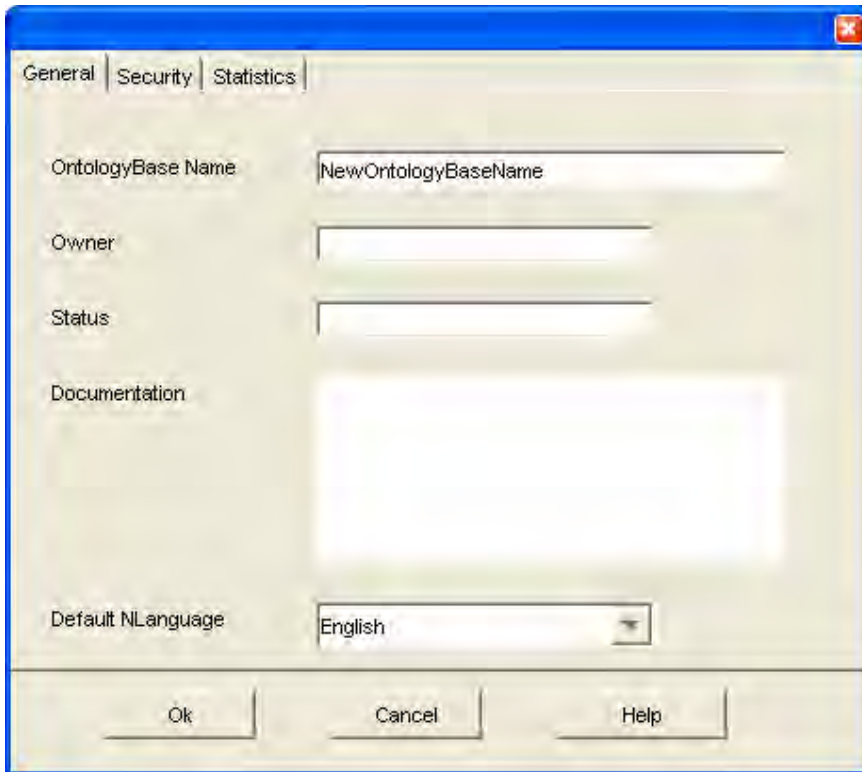 General Security Statistics
OntologyBase Name NewOntologyBaseName
Owner
Status
Documentation
Default NLanguage English
Ok Cancel Help